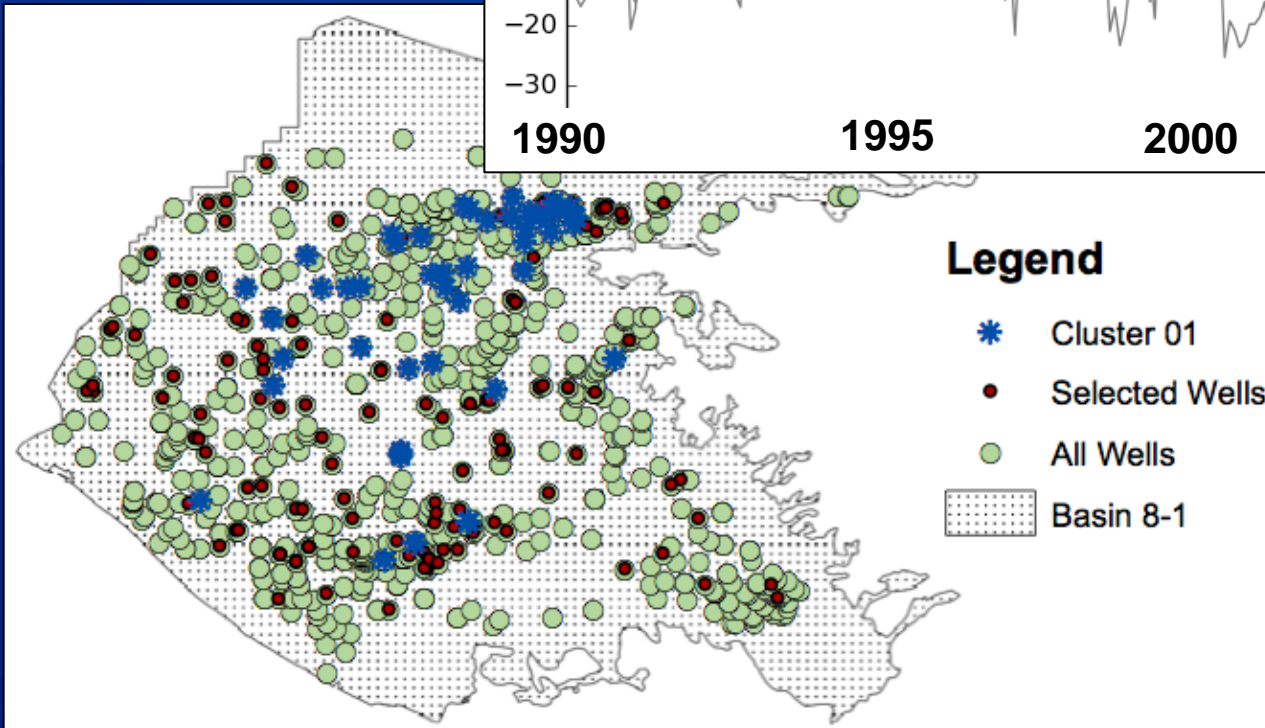 −20
−30
1990 1995 2000
Legend
Cluster 01
Selected Wells
All Wells
Basin 8-1